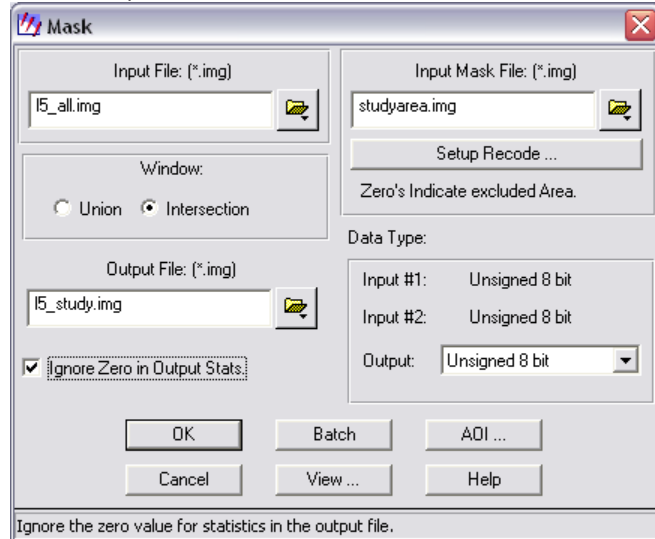 Mask
Input File: (*.img)
l5_all.img
Input Mask File: (*.img)
studyarea.img
Setup Recode ...
Zero's Indicate excluded Area.
Window:
Union
Intersection
Data Type:
Input #1: Unsigned 8 bit
Input #2: Unsigned 8 bit
Output: Unsigned 8 bit
Output File: (*.img)
l5_study.img
Ignore Zero in Output Stats.
OK
Batch
AOI ...
Cancel
View ...
Help
Ignore the zero value for statistics in the output file.